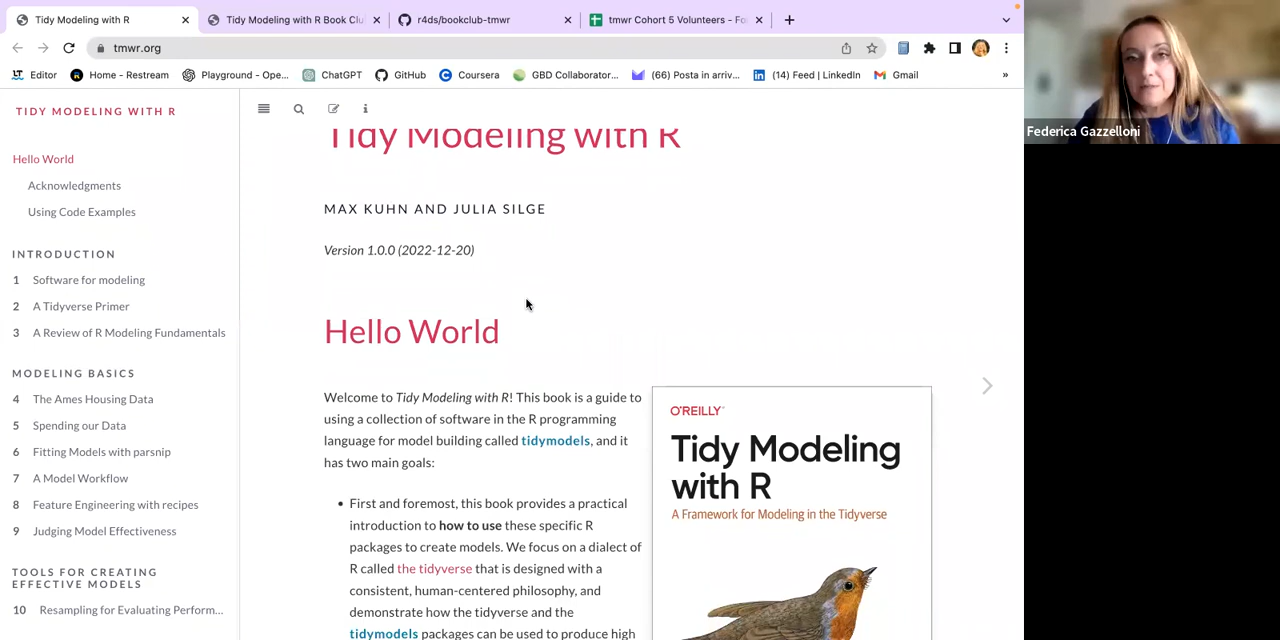 Tidy Modeling with R
Tidy Modeling with R Book Clu
r4ds/bookclub-tmwr
tmwr Cohort 5 Volunteers - Fo
tmwr.org
Editor
Home - Restream
Playground - Ope...
ChatGPT
GitHub
Coursera
GBD Collaborator...
(66) Posta in arriv...
(14) Feed | LinkedIn
Gmail
»
TIDY MODELING WITH R
Hello World
Acknowledgments
Using Code Examples
INTRODUCTION
1 Software for modeling
2 A Tidyverse Primer
3 A Review of R Modeling Fundamentals
MODELING BASICS
4 The Ames Housing Data
5 Spending our Data
6 Fitting Models with parsnip
7 A Model Workflow
8 Feature Engineering with recipes
9 Judging Model Effectiveness
TOOLS FOR CREATING
EFFECTIVE MODELS
10 Resampling for Evaluating Perform...
Tidy Modeling with R
MAX KUHN AND JULIA SILGE
Version 1.0.0 (2022-12-20)
Hello World
Welcome to Tidy Modeling with R! This book is a guide to
using a collection of software in the R programming
language for model building called tidymodels, and it
has two main goals:
• First and foremost, this book provides a practical
introduction to how to use these specific R
packages to create models. We focus on a dialect of
R called the tidyverse that is designed with a
consistent, human-centered philosophy, and
demonstrate how the tidyverse and the
tidymodels packages can be used to produce high
O'REILLY
Tidy Modeling
with R
A Framework for Modeling in the Tidyverse
Federica Gazzelloni